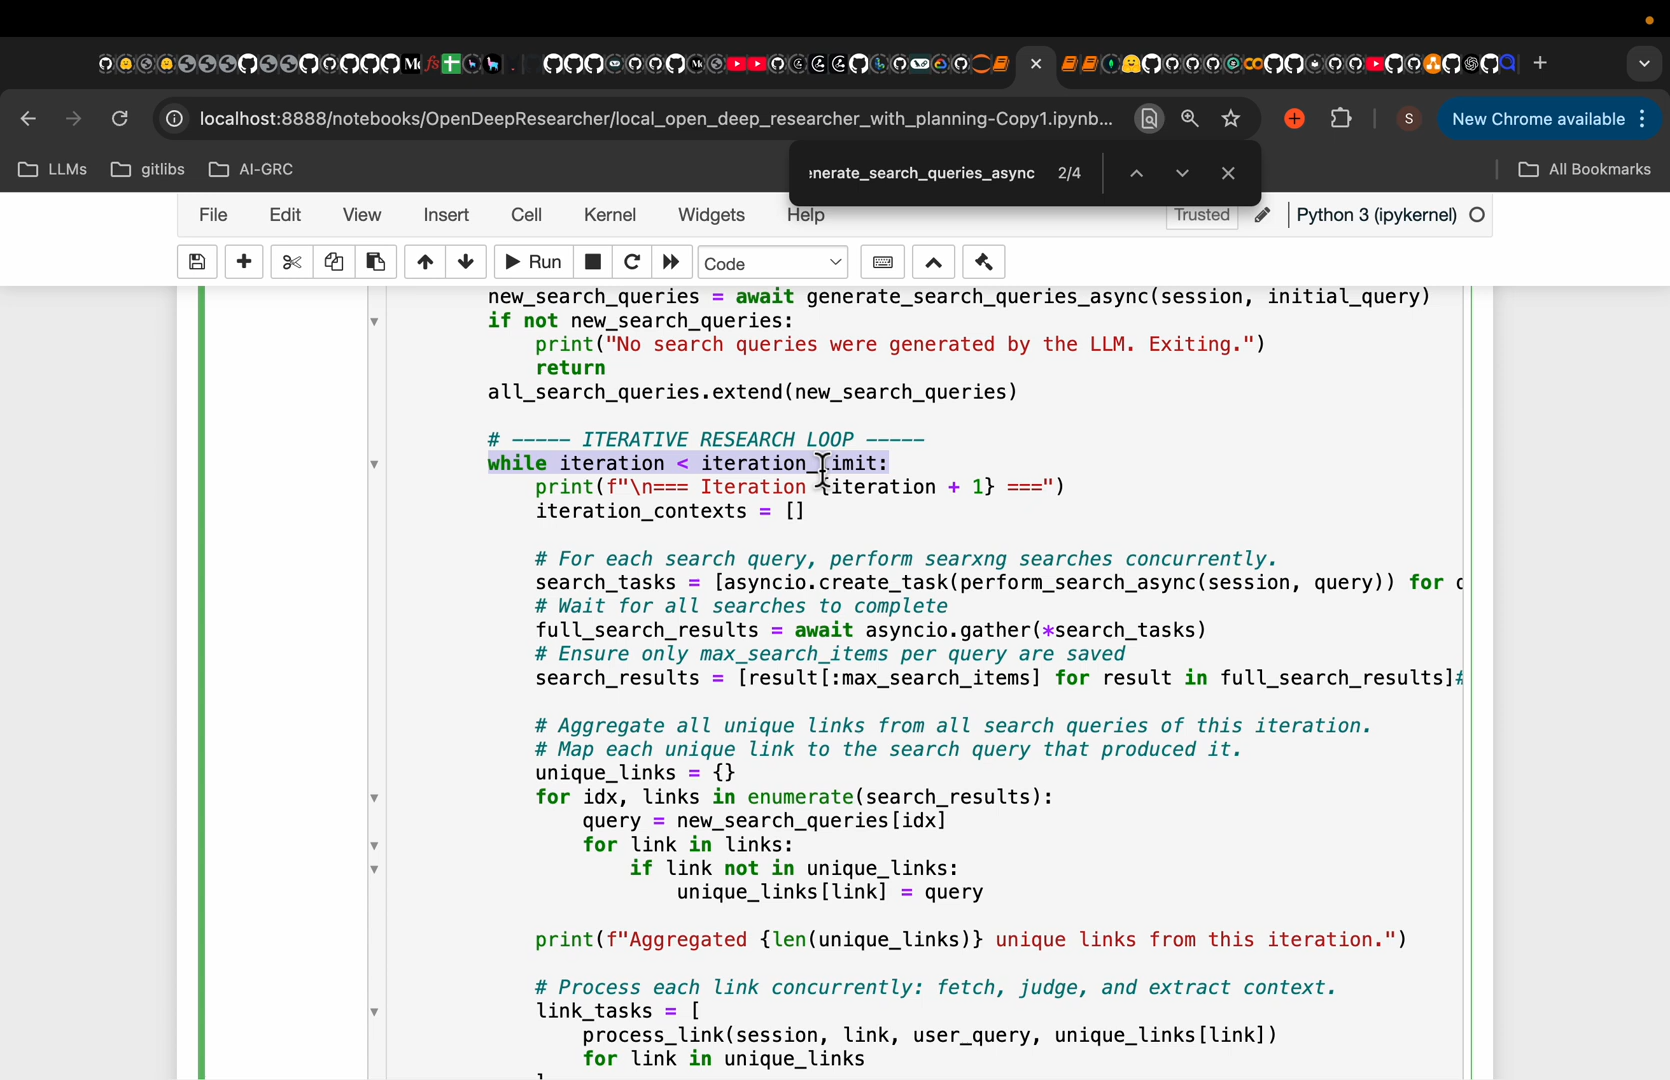 localhost:8888/notebooks/OpenDeepResearcher/local_open_deep_researcher_with_planning-Copy1.ipynb...
S
New Chrome available
LLMs
gitlibs
AI-GRC
enerate_search_queries_async 2/4
All Bookmarks
File Edit View Insert Cell Kernel Widgets Help
Trusted
Python 3 (ipykernel)
Run
Code
new_search_queries = await generate_search_queries_async(session, initial_query)
if not new_search_queries:
print("No search queries were generated by the LLM. Exiting.")
return
all_search_queries.extend(new_search_queries)
# ----- ITERATIVE RESEARCH LOOP -----
while iteration < iteration_limit:
print(f"\n=== Iteration {iteration + 1} ===")
iteration_contexts = []
# For each search query, perform searxng searches concurrently.
search_tasks = [asyncio.create_task(perform_search_async(session, query)) for
# Wait for all searches to complete
full_search_results = await asyncio.gather(*search_tasks)
# Ensure only max_search_items per query are saved
search_results = [result[:max_search_items] for result in full_search_results]#
# Aggregate all unique links from all search queries of this iteration.
# Map each unique link to the search query that produced it.
unique_links = {}
for idx, links in enumerate(search_results):
query = new_search_queries[idx]
for link in links:
if link not in unique_links:
unique_links[link] = query
print(f"Aggregated {len(unique_links)} unique links from this iteration.")
# Process each link concurrently: fetch, judge, and extract context.
link_tasks = [
process_link(session, link, user_query, unique_links[link])
for link in unique_links